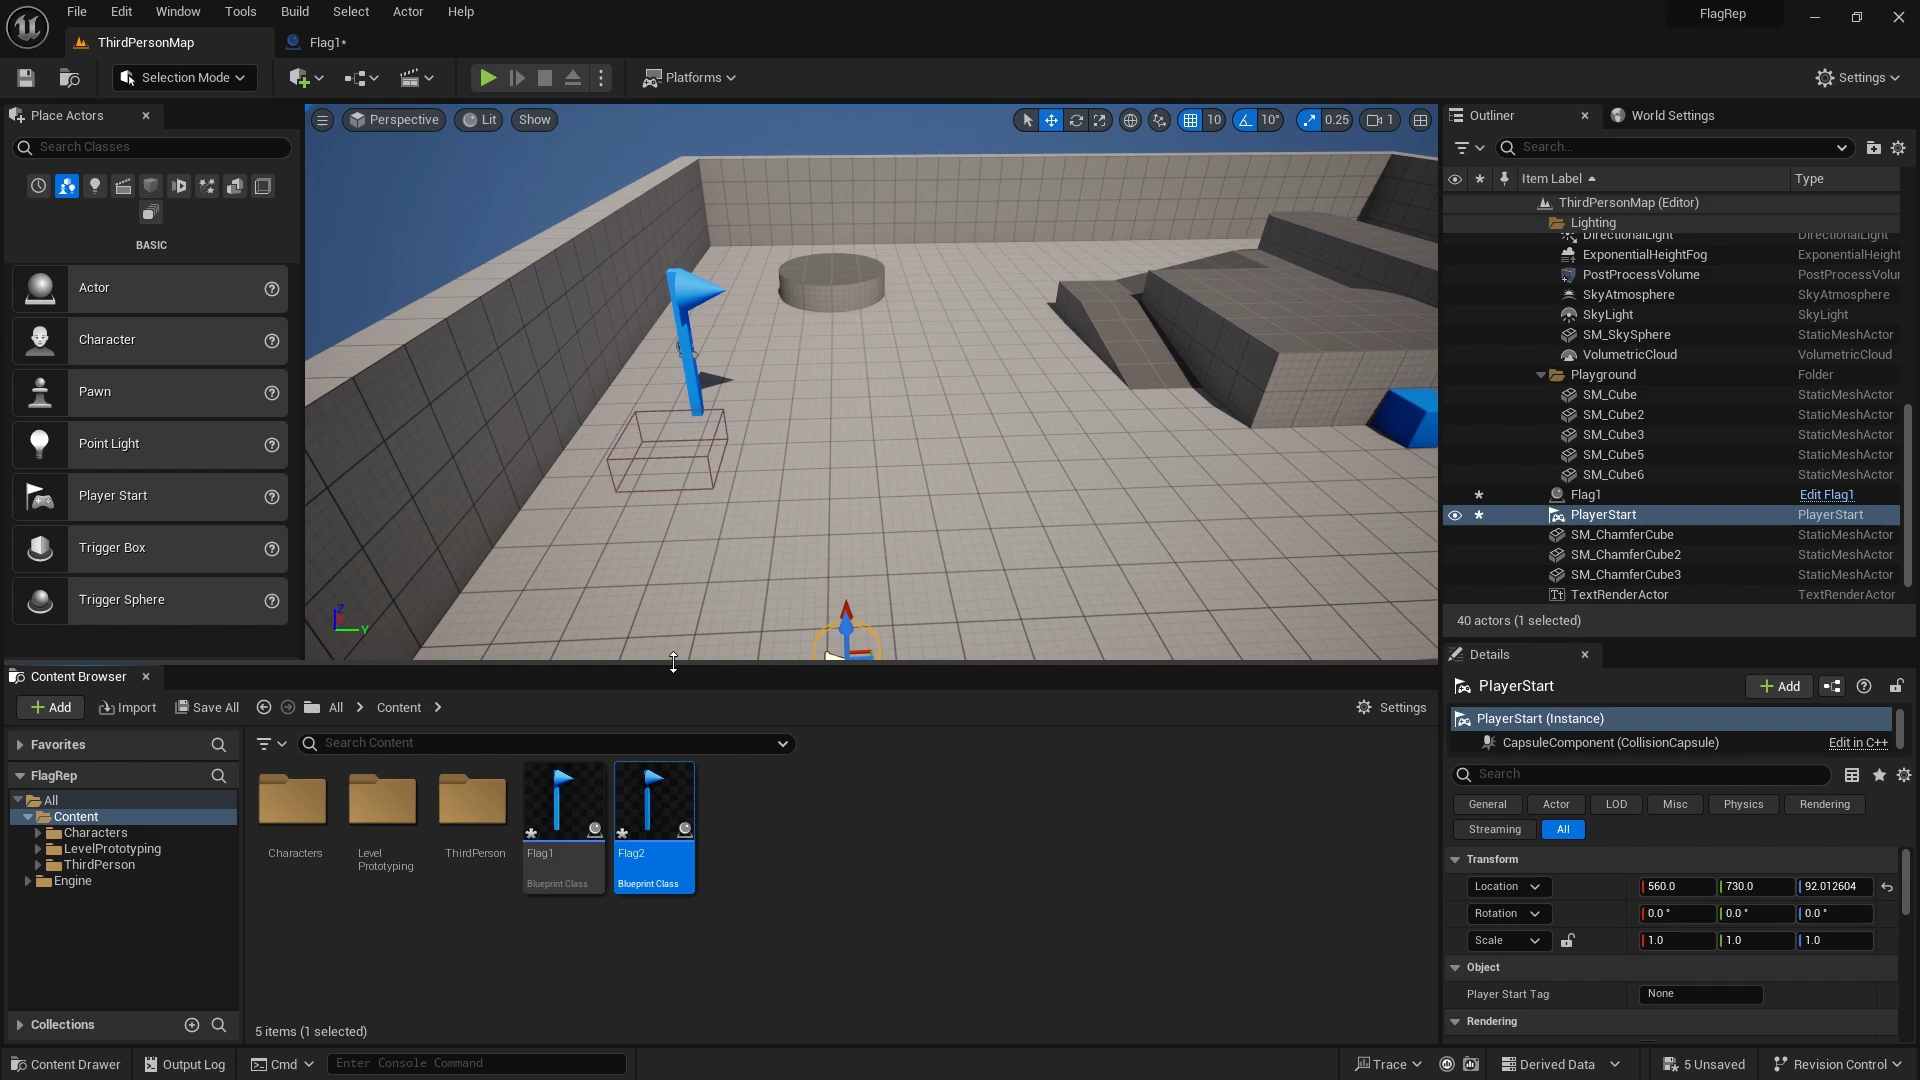 File Edit Window Tools Build Select Actor Help
FlagRep
ThirdPersonMap
Flag1*
Selection Mode
Platforms
Settings
Place Actors
Search Classes
BASIC
Actor
Character
Pawn
Point Light
Player Start
Trigger Box
Trigger Sphere
Perspective
Lit
Show
10
10°
0.25
1
Z
Y
Outliner
World Settings
Search...
Item Label
Type
ThirdPersonMap (Editor)
Lighting
DirectionalLight DirectionalLight
ExponentialHeightFog ExponentialHeight
PostProcessVolume PostProcessVolur
SkyAtmosphere SkyAtmosphere
SkyLight SkyLight
SM_SkySphere StaticMeshActor
VolumetricCloud VolumetricCloud
Playground Folder
SM_Cube StaticMeshActor
SM_Cube2 StaticMeshActor
SM_Cube3 StaticMeshActor
SM_Cube5 StaticMeshActor
SM_Cube6 StaticMeshActor
Flag1 Edit Flag1
PlayerStart PlayerStart
SM_ChamferCube StaticMeshActor
SM_ChamferCube2 StaticMeshActor
SM_ChamferCube3 StaticMeshActor
TextRenderActor TextRenderActor
40 actors (1 selected)
Details
PlayerStart
Add
PlayerStart (Instance)
CapsuleComponent (CollisionCapsule) Edit in C++
Search
General Actor LOD Misc Physics Rendering
Streaming All
Transform
Location 560.0 730.0 92.012604
Rotation 0.0 ° 0.0 ° 0.0 °
Scale 1.0 1.0 1.0
Object
Player Start Tag None
Rendering
Content Browser
Add Import Save All All Content Settings
Favorites
FlagRep
All
Content
Characters
LevelPrototyping
ThirdPerson
Engine
Collections
Search Content
Characters
Level
Prototyping
ThirdPerson
Flag1
Blueprint Class
Flag2
Blueprint Class
5 items (1 selected)
Content Drawer Output Log Cmd Enter Console Command Trace Derived Data 5 Unsaved Revision Control